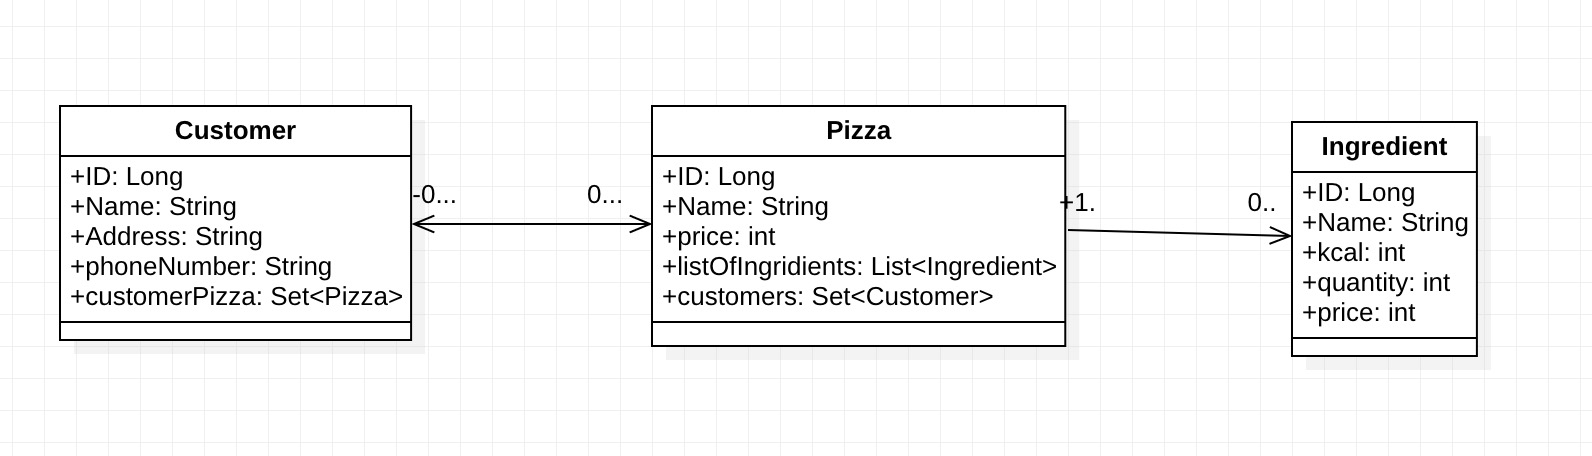 Customer
+ID: Long
+Name: String
+Address: String
+phoneNumber: String
+customerPizza: Set<Pizza>
-0...
0...
Pizza
+ID: Long
+Name: String
+price: int
+listOfIngridients: List<Ingredient>
+customers: Set<Customer>
+1.
0..
Ingredient
+ID: Long
+Name: String
+kcal: int
+quantity: int
+price: int